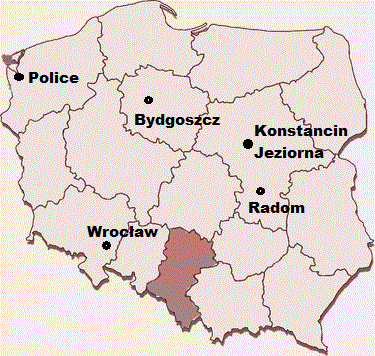 Police
Bydgoszcz
Konstancin
Jeziorna
Radom
Wrocław